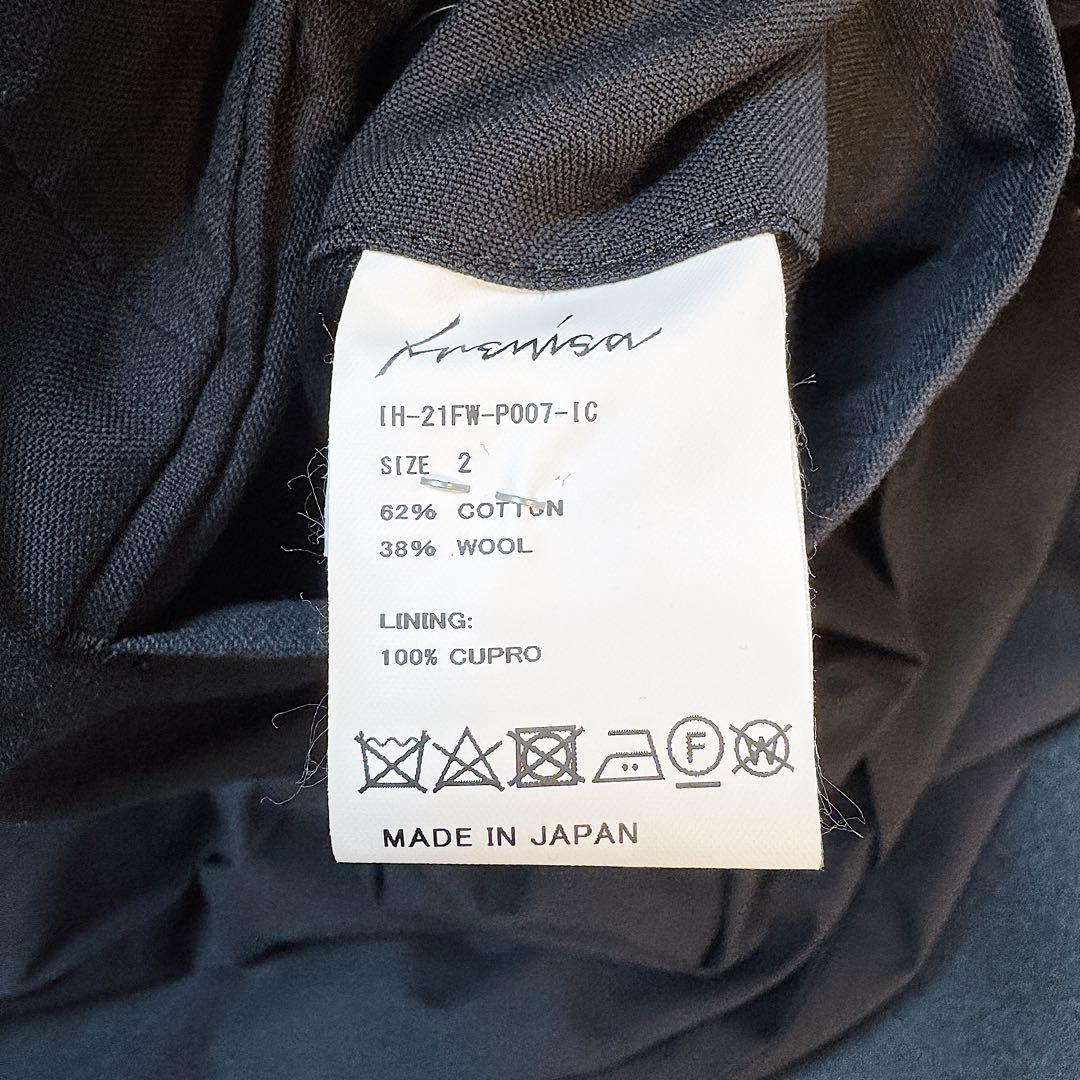 IH-21FW-P007-IC
SIZE 2
62% COTTON
38% WOOL
LINING:
100% CUPRO
F
W
MADE IN JAPAN